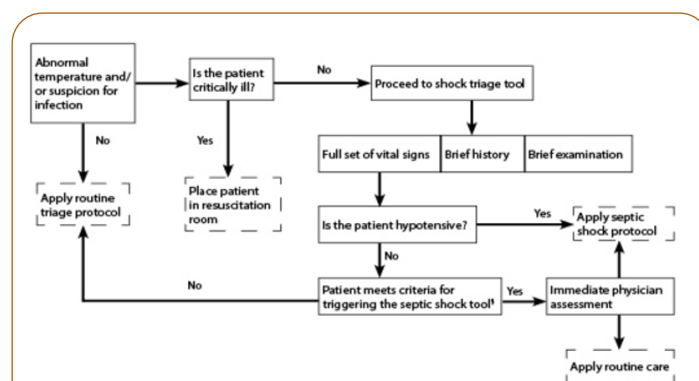 Abnormal
temperature and/
or suspicion for
infection
Is the patient
critically ill?
No
Proceed to shock triage tool
No
Yes
Full set of vital signs
Brief history
Brief examination
Apply routine
triage protocol
Place patient
in resuscitation
room
Is the patient hypotensive?
Yes
Apply septic
shock protocol
No
No
Patient meets criteria for
triggering the septic shock tool¹
Yes
Immediate physician
assessment
Apply routine care